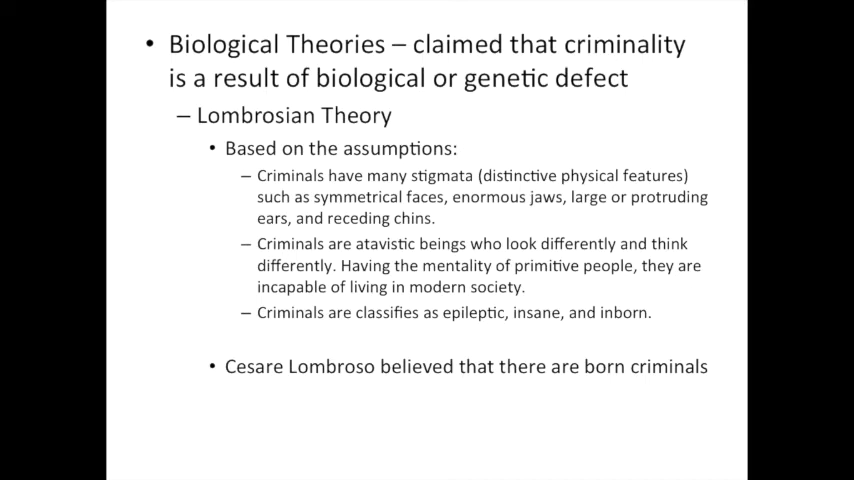 • Biological Theories – claimed that criminality
is a result of biological or genetic defect
– Lombrosian Theory
• Based on the assumptions:
– Criminals have many stigmata (distinctive physical features)
such as symmetrical faces, enormous jaws, large or protruding
ears, and receding chins.
– Criminals are atavistic beings who look differently and think
differently. Having the mentality of primitive people, they are
incapable of living in modern society.
– Criminals are classifies as epileptic, insane, and inborn.
• Cesare Lombroso believed that there are born criminals